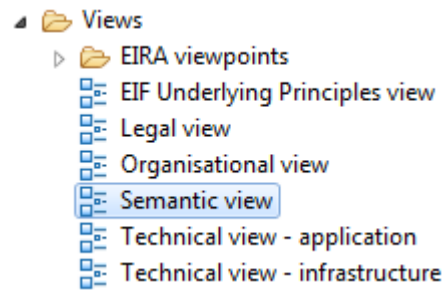 Views
EIRA viewpoints
EIF Underlying Principles view
Legal view
Organisational view
Semantic view
Technical view - application
Technical view - infrastructure